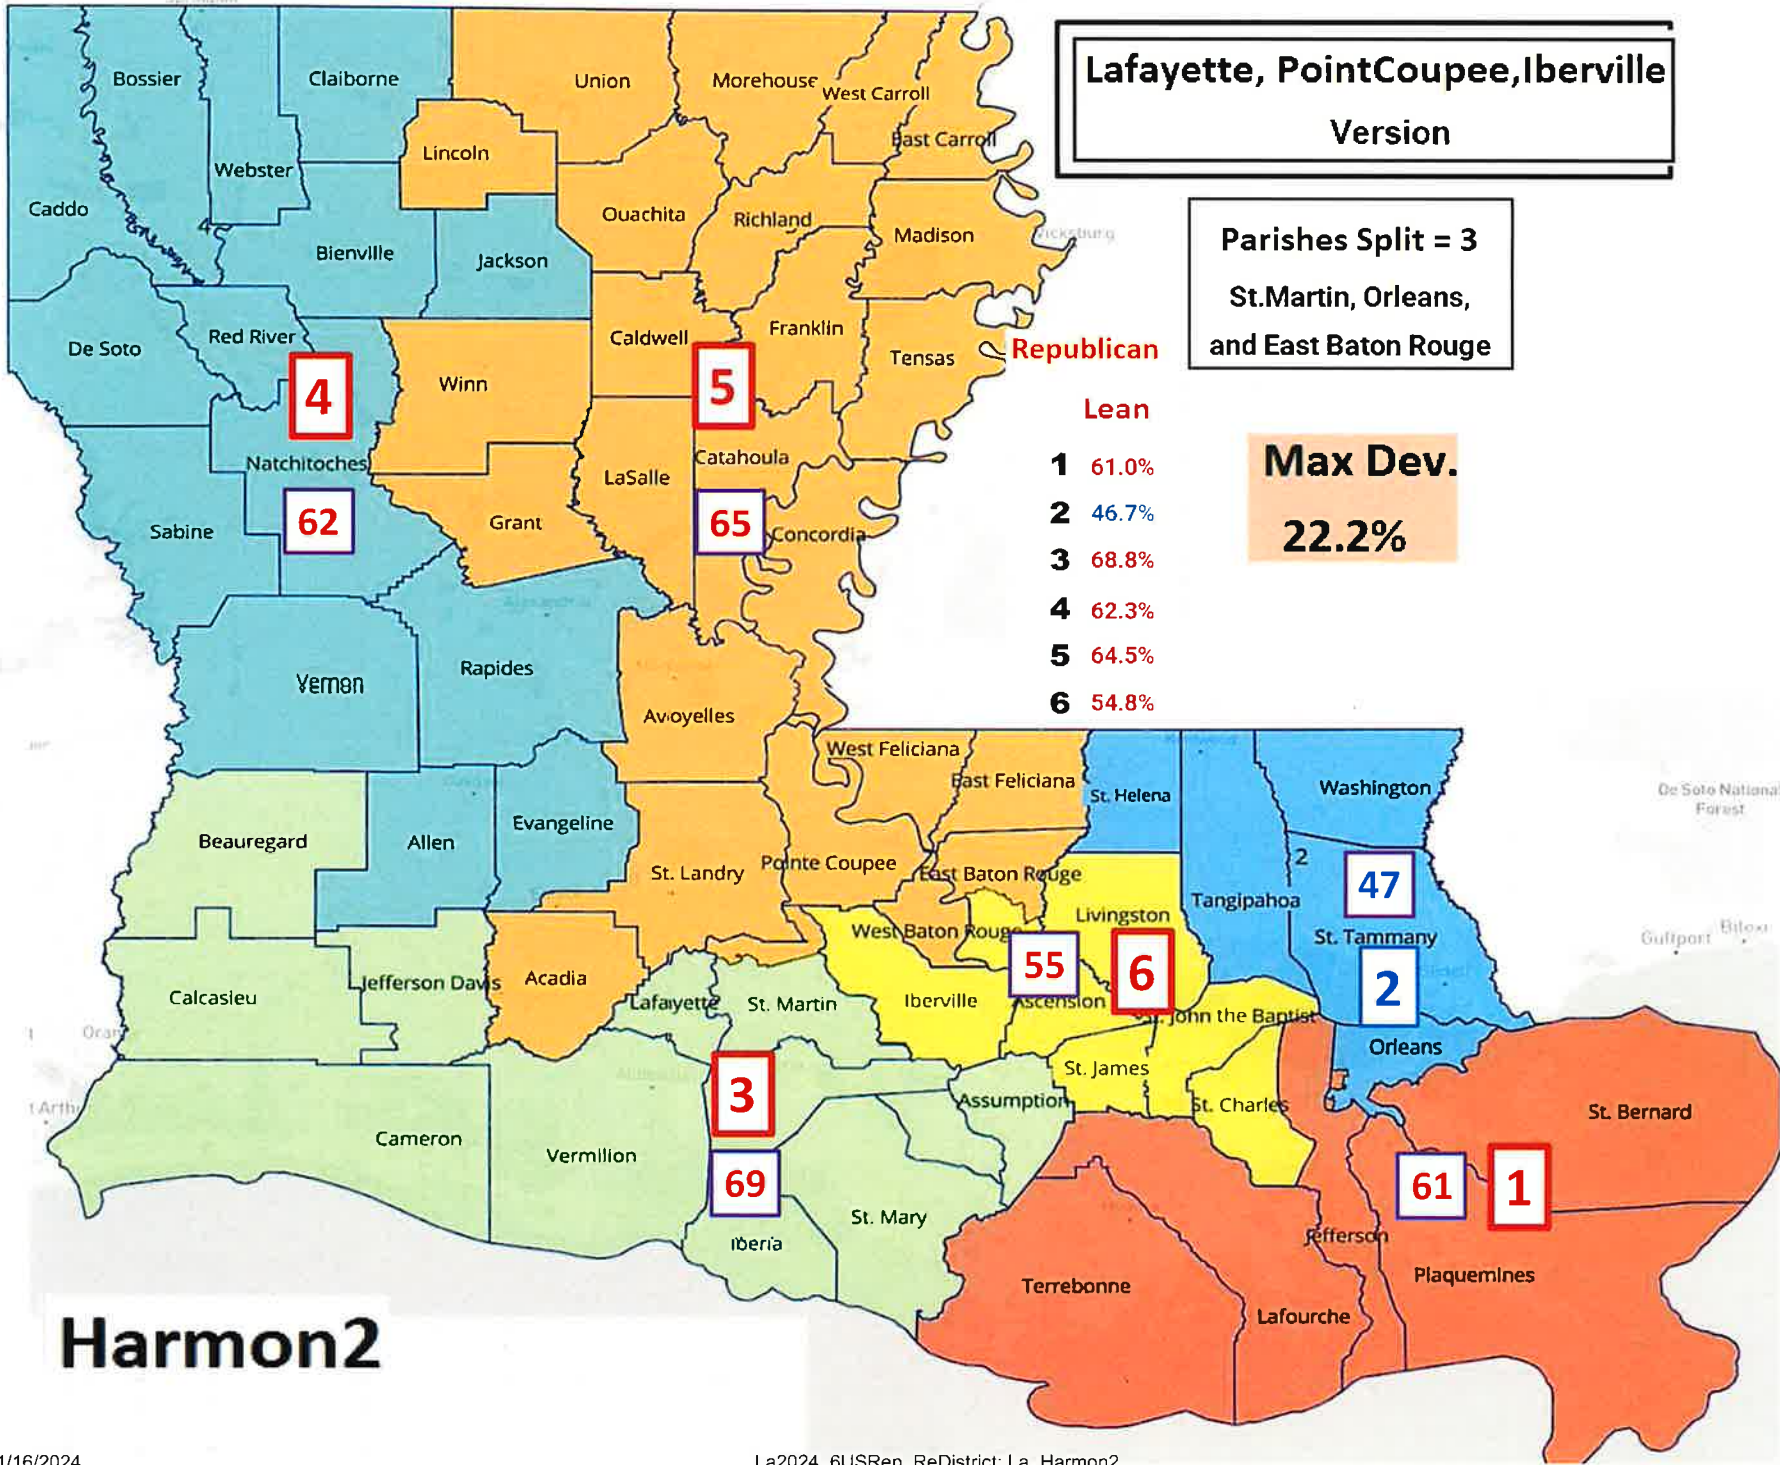 Lafayette, PointCoupee,Iberville
Version
Parishes Split = 3
St.Martin, Orleans,
and East Baton Rouge
Republican
Lean
1 61.0%
2 46.7%
3 68.8%
4 62.3%
5 64.5%
6 54.8%
Max Dev.
22.2%
Bossier
Claiborne
Union
Morehouse
West Carroll
East Carroll
Lincoln
Webster
Caddo
4
Ouachita
Richland
Madison
Vicksburg
Bienville
Jackson
Red River
De Soto
Caldwell
Franklin
Tensas
4
Winn
5
Natchitoches
LaSalle
Catahoula
62
65
Sabine
Grant
Concordia
Vernon
Rapides
Avoyelles
West Feliciana
East Feliciana
St. Helena
Washington
De Soto National
Forest
Beauregard
Allen
Evangeline
St. Landry
Pointe Coupee
East Baton Rouge
2
47
Livingston
Tangipahoa
West Baton Rouge
St. Tammany
Gulfport
Biloxi
55
6
2
Calcasieu
Jefferson Davis
Acadia
Lafayette
St. Martin
Iberville
Ascension
St. John the Baptist
Orleans
St. James
3
Assumption
St. Charles
St. Bernard
Cameron
Vermilion
69
61
1
St. Mary
Iberia
Jefferson
Plaquemines
Terrebonne
Lafourche
Harmon2
1/16/2024
La2024_6USRep_ReDistrict: La_Harmon2